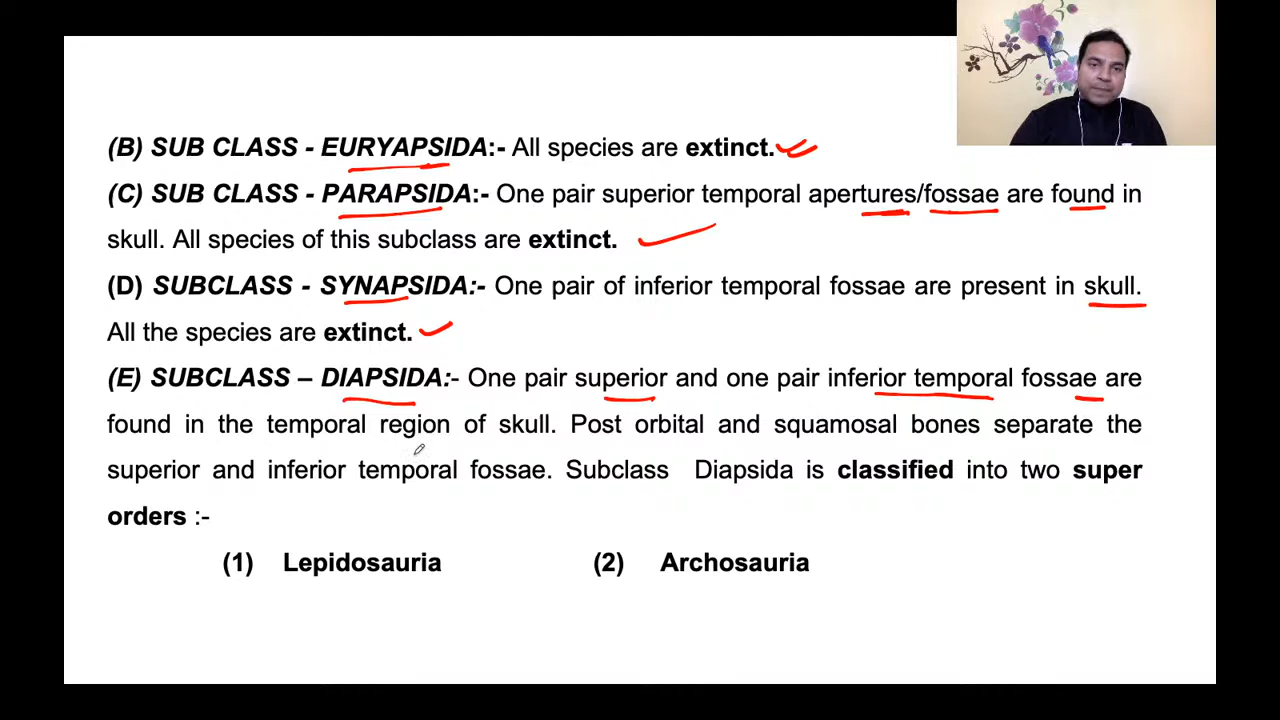 (B) SUB CLASS - EURYAPSIDA:- All species are extinct.
(C) SUB CLASS - PARAPSIDA:- One pair superior temporal apertures/fossae are found in
skull. All species of this subclass are extinct.
(D) SUBCLASS - SYNAPSIDA:- One pair of inferior temporal fossae are present in skull.
All the species are extinct.
(E) SUBCLASS – DIAPSIDA:- One pair superior and one pair inferior temporal fossae are
found in the temporal region of skull. Post orbital and squamosal bones separate the
superior and inferior temporal fossae. Subclass Diapsida is classified into two super
orders :-
(1) Lepidosauria (2) Archosauria